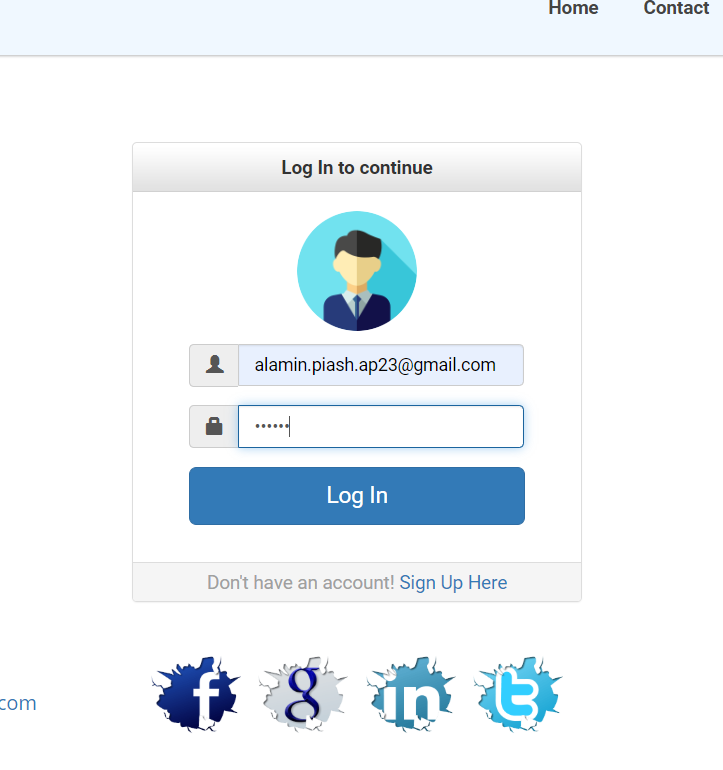 Home Contact
Log In to continue
alamin.piash.ap23@gmail.com
••••••
Log In
Don't have an account! Sign Up Here
f g in t
com